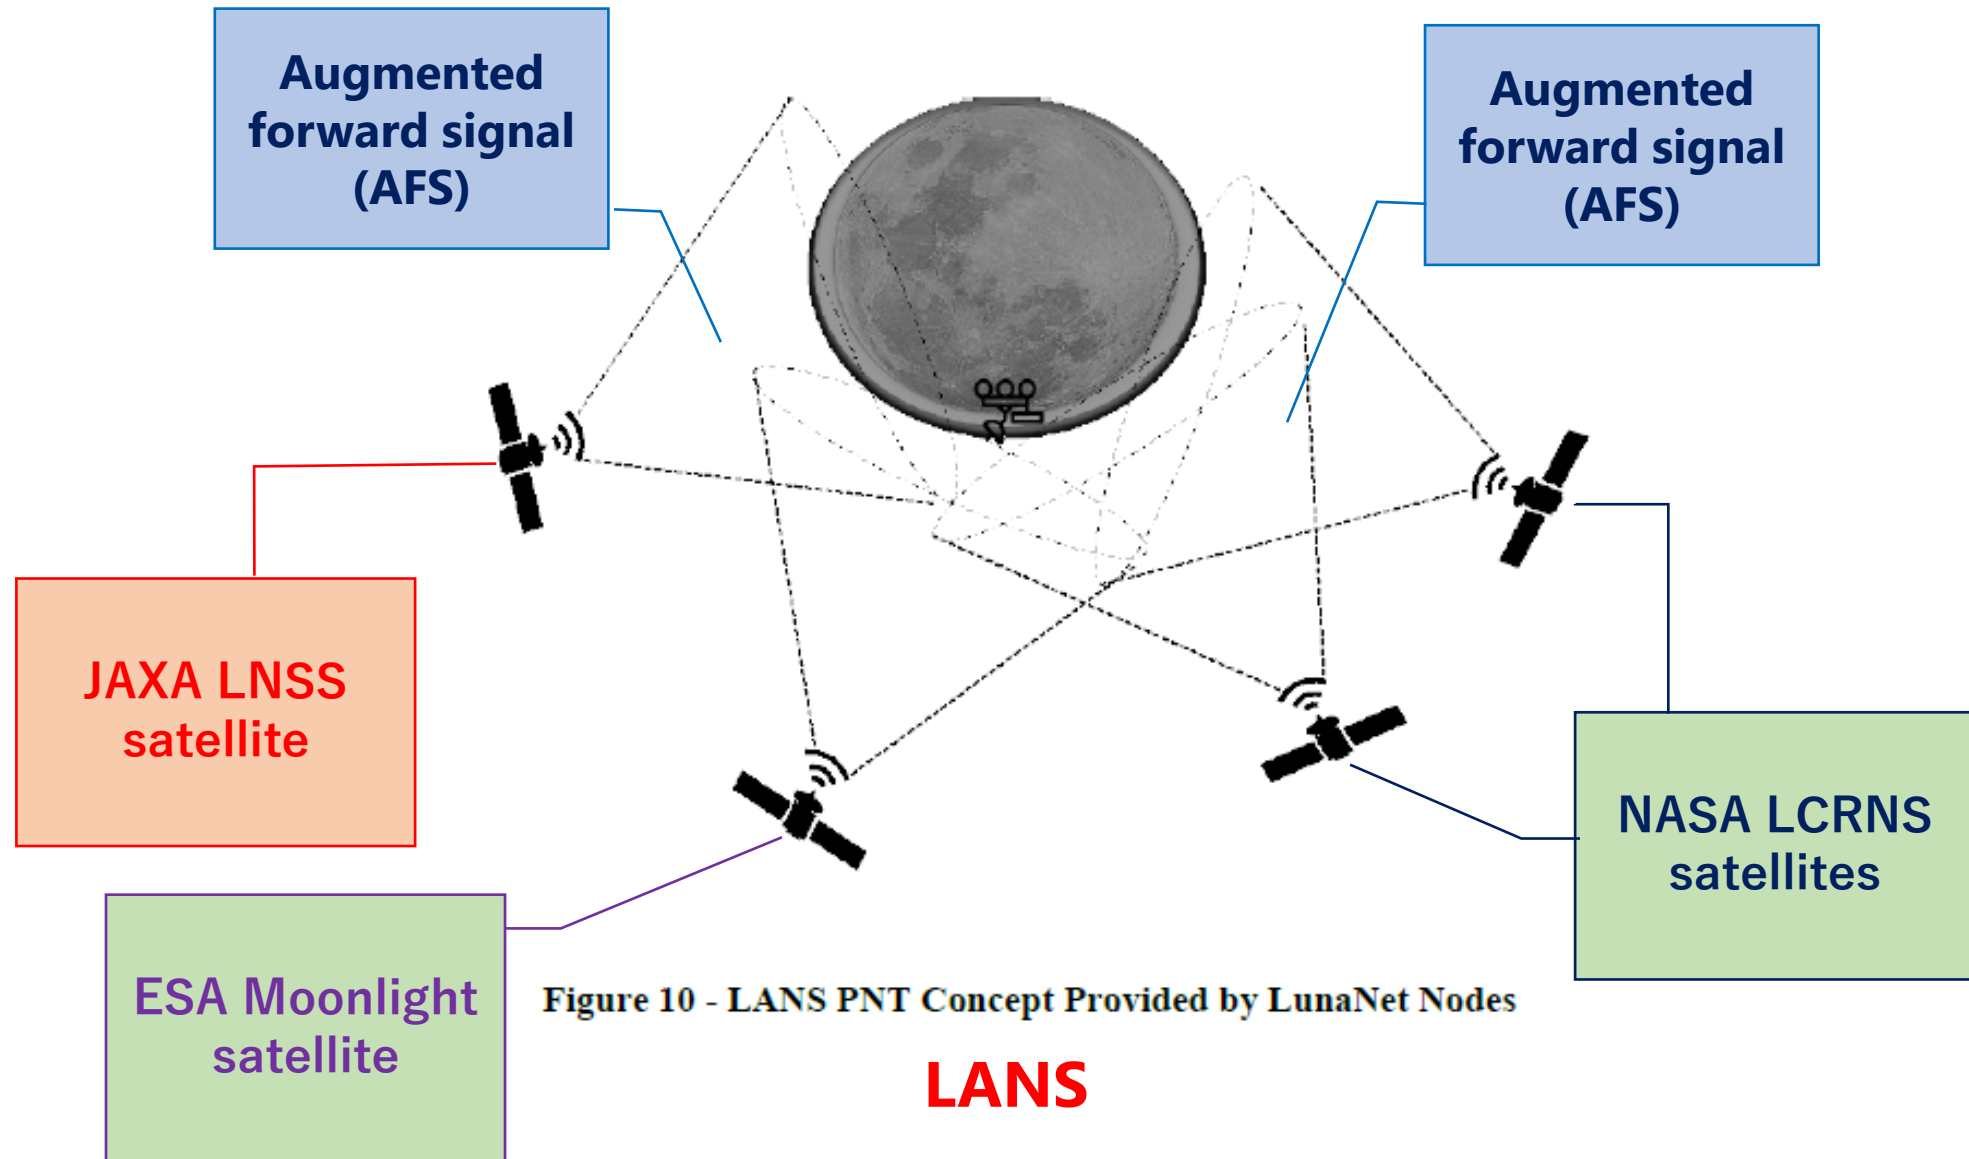 Augmented
forward signal
(AFS)
Augmented
forward signal
(AFS)
JAXA LNSS
satellite
NASA LCRNS
satellites
ESA Moonlight
satellite
Figure 10 - LANS PNT Concept Provided by LunaNet Nodes
LANS